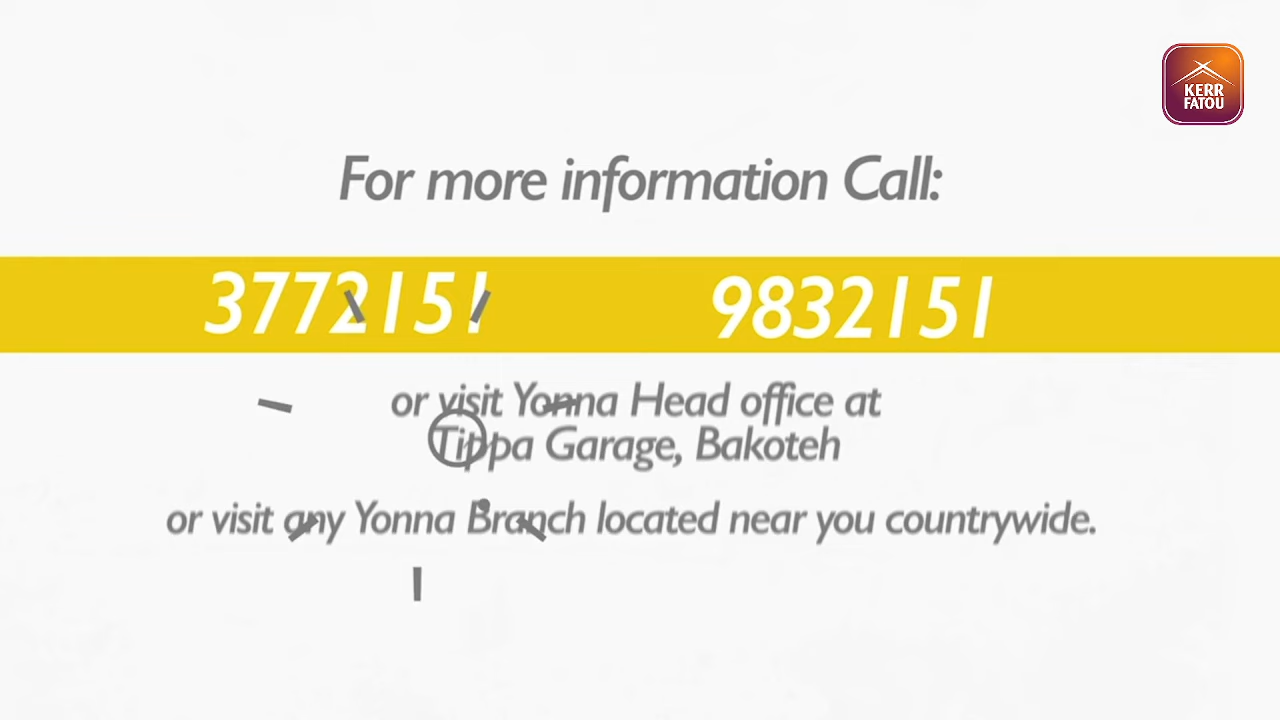 KERR
FATOU
For more information Call:
3772151 9832151
or visit Yonna Head office at
Tippa Garage, Bakoteh
or visit any Yonna Branch located near you countrywide.